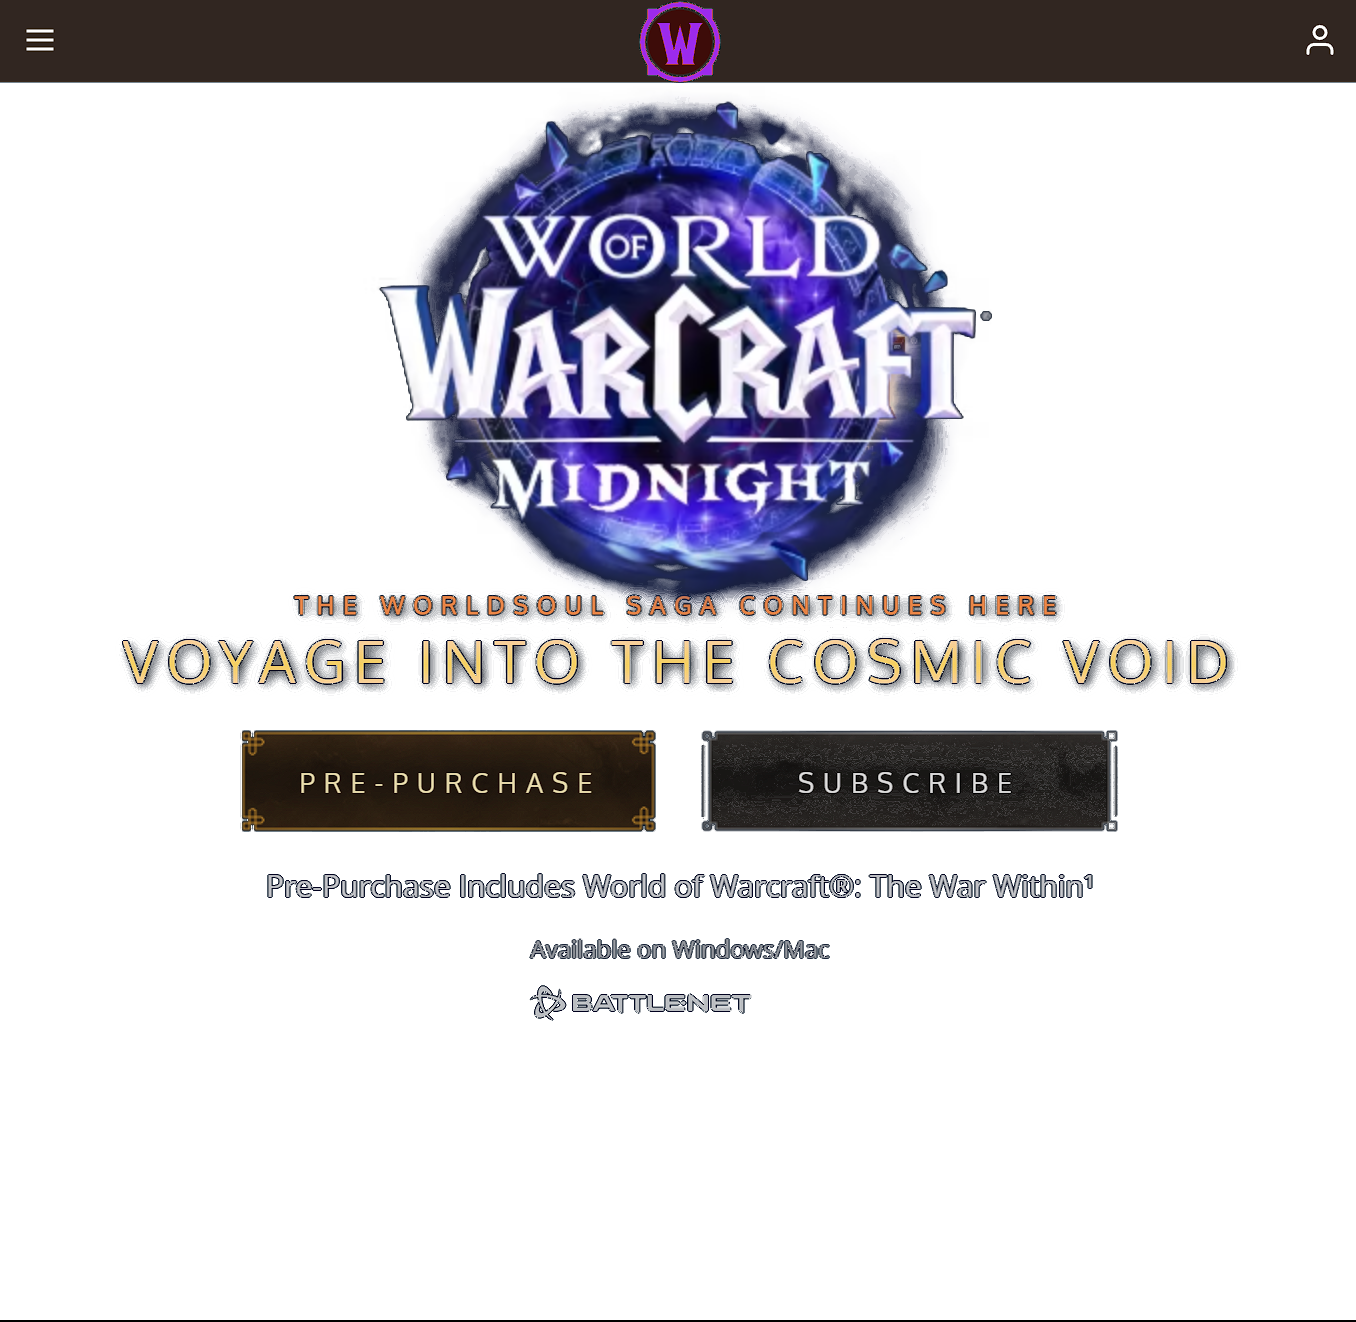 W
WORLD OF
WARCRAFT
MIDNIGHT
THE WORLDSOUL SAGA CONTINUES HERE
VOYAGE INTO THE COSMIC VOID
PRE-PURCHASE
SUBSCRIBE
Pre-Purchase Includes World of Warcraft®: The War Within¹
Available on Windows/Mac
BATTLE.NET